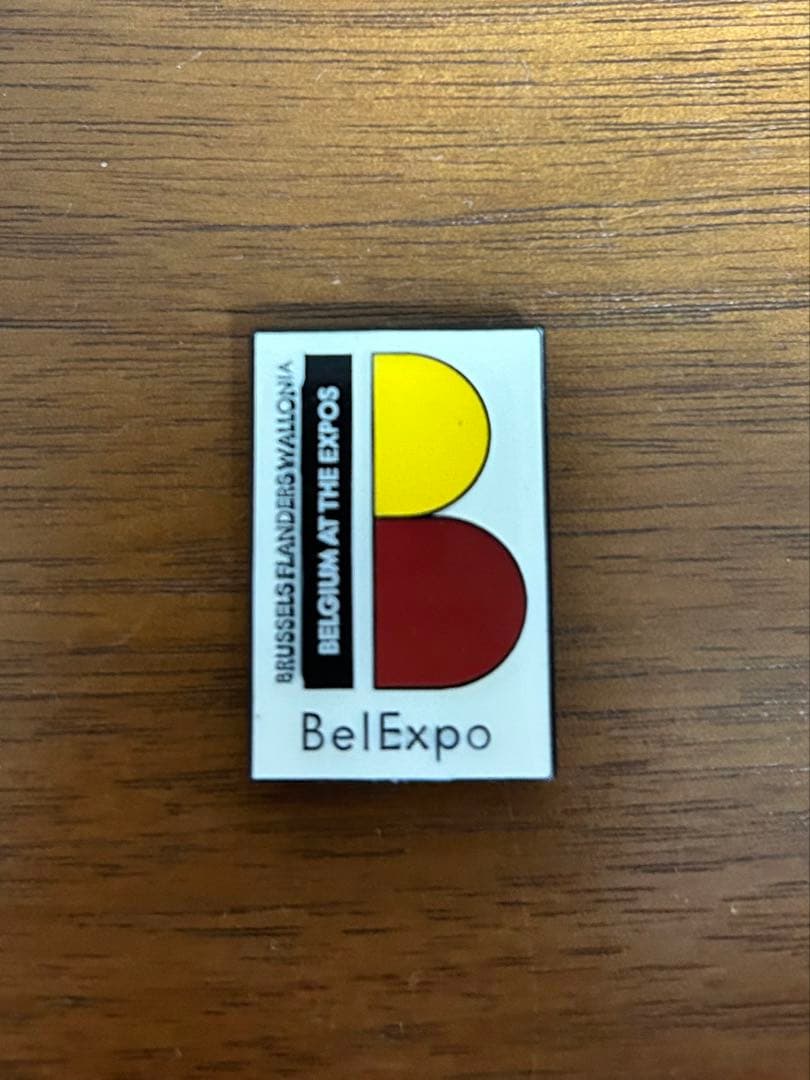 BRUSSELS FLANDERS WALLONIA
BELGIUM AT THE EXPOS
BelExpo